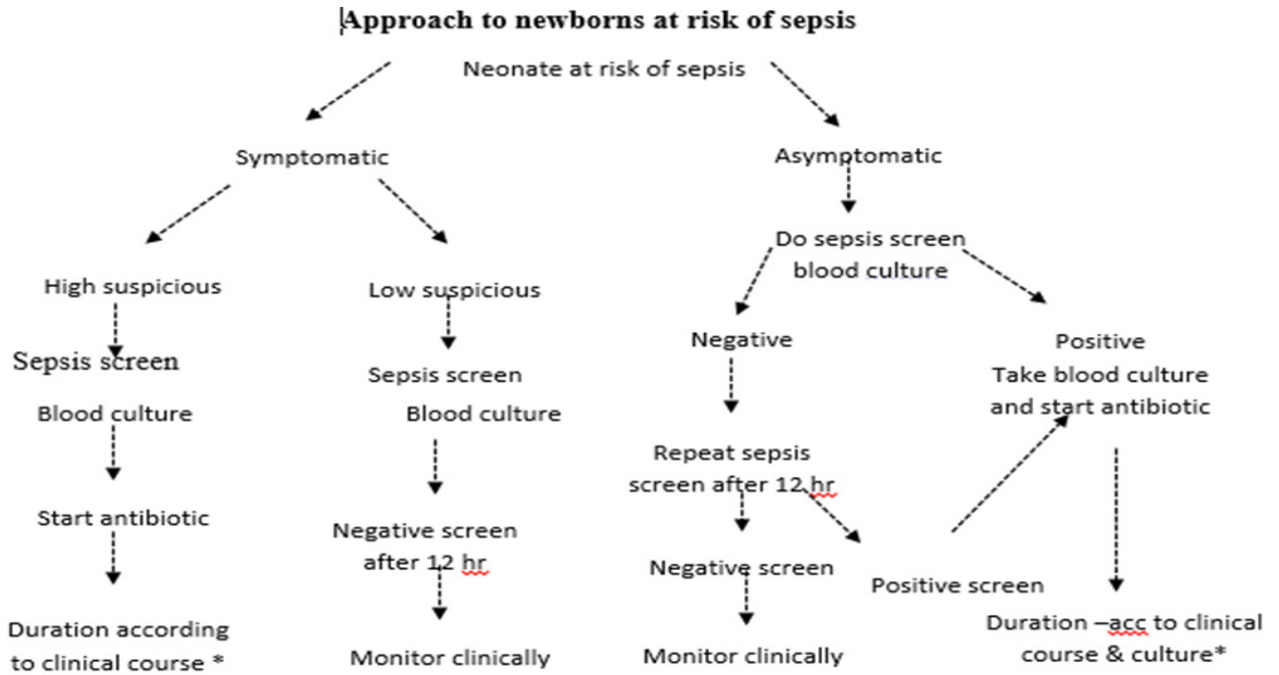 Approach to newborns at risk of sepsis
Neonate at risk of sepsis
Symptomatic
Asymptomatic
High suspicious
Sepsis screen
Blood culture
Start antibiotic
Duration according
to clinical course *
Low suspicious
Sepsis screen
Blood culture
Negative screen
after 12 hr
Monitor clinically
Do sepsis screen
blood culture
Negative
Repeat sepsis
screen after 12 hr
Negative screen
Monitor clinically
Positive screen
Positive
Take blood culture
and start antibiotic
Duration –acc to clinical
course & culture*